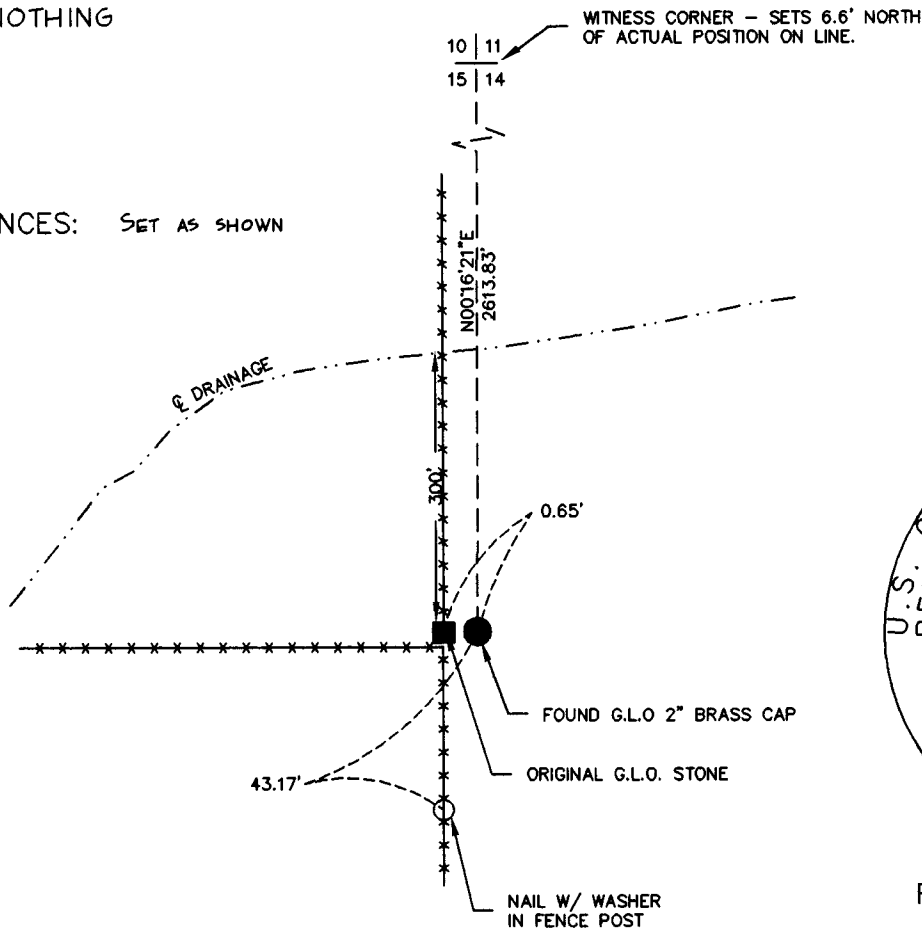 NOTHING
WITNESS CORNER – SETS 6.6' NORTH
OF ACTUAL POSITION ON LINE.
10 11
15 14
NCES: SET AS SHOWN
N00°16'21"E
2613.83'
℄ DRAINAGE
300'
0.65'
U.S.
FOUND G.L.O 2" BRASS CAP
ORIGINAL G.L.O. STONE
43.17'
NAIL W/ WASHER
IN FENCE POST